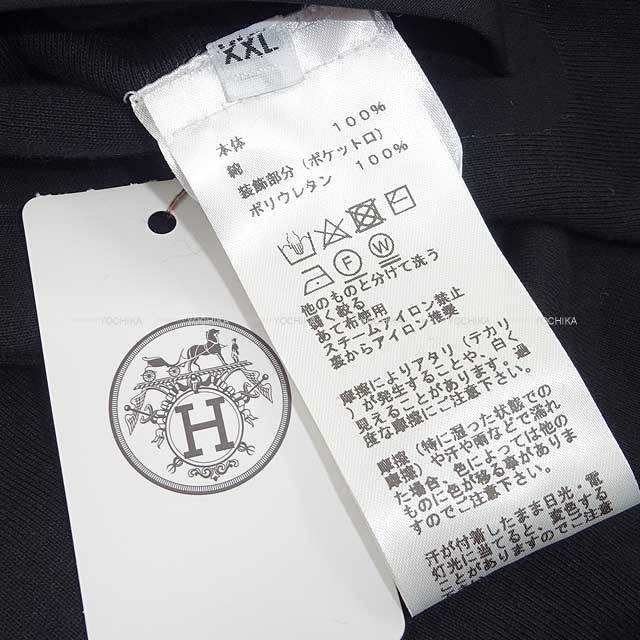 XXL
本体
綿 100%
装飾部分(ポケット口)
ポリウレタン 100%
F W
他のものと分けて洗う
弱く絞る
あて布使用
スチームアイロン禁止
裏からアイロン推奨
摩擦によりアタリ(テカリ
)が発生することや、白く
見えることがあります。過
度な摩擦にご注意下さい。
摩擦(特に湿った状態での
摩擦)や汗や雨などで濡れ
た場合、色によっては他の
ものに色が移る事がありま
すのでご注意下さい。
汗が付着したまま日光・電
灯光に当てると、変色する
ことがありますのでご注意
YOCHIKA
YOCHIKA
YOCHIKA
H